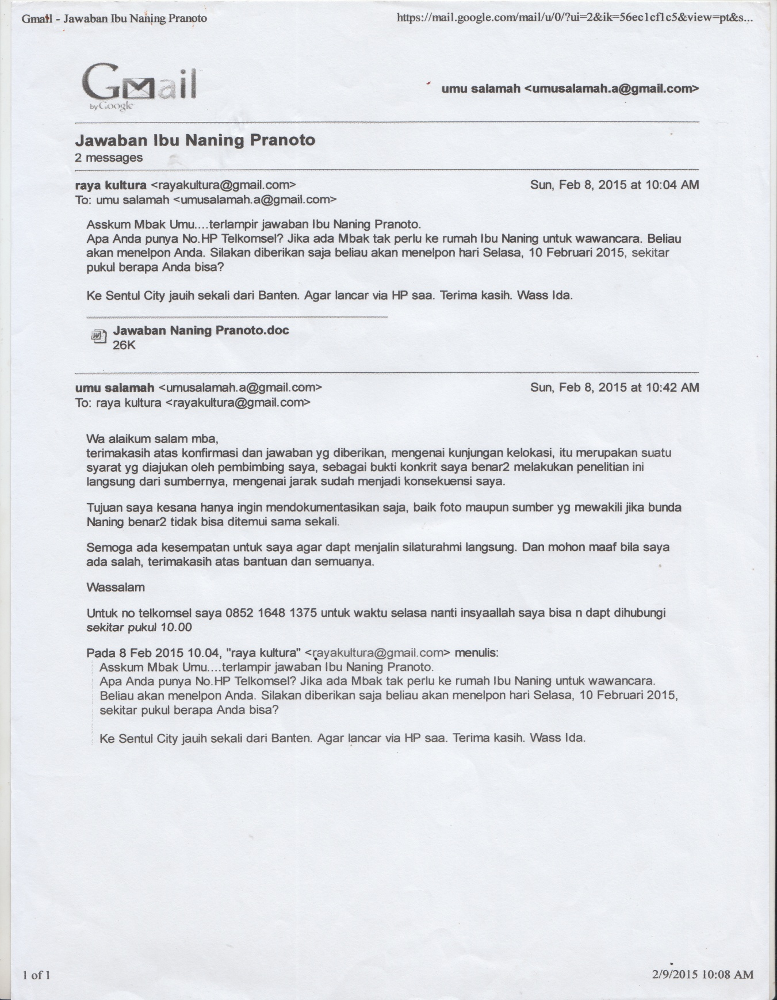 Gmail - Jawaban Ibu Naning Pranoto
https://mail.google.com/mail/u/0/?ui=2&ik=56ec1cf1c5&view=pt&s...
Gmail
by Google
umu salamah <umusalamah.a@gmail.com>
Jawaban Ibu Naning Pranoto
2 messages
raya kultura <rayakultura@gmail.com>
Sun, Feb 8, 2015 at 10:04 AM
To: umu salamah <umusalamah.a@gmail.com>
Asskum Mbak Umu....terlampir jawaban Ibu Naning Pranoto.
Apa Anda punya No.HP Telkomsel? Jika ada Mbak tak perlu ke rumah Ibu Naning untuk wawancara. Beliau
akan menelpon Anda. Silakan diberikan saja beliau akan menelpon hari Selasa, 10 Februari 2015, sekitar
pukul berapa Anda bisa?
Ke Sentul City jauih sekali dari Banten. Agar lancar via HP saa. Terima kasih. Wass Ida.
Jawaban Naning Pranoto.doc
26K
umu salamah <umusalamah.a@gmail.com>
Sun, Feb 8, 2015 at 10:42 AM
To: raya kultura <rayakultura@gmail.com>
Wa alaikum salam mba,
terimakasih atas konfirmasi dan jawaban yg diberikan, mengenai kunjungan kelokasi, itu merupakan suatu
syarat yg diajukan oleh pembimbing saya, sebagai bukti konkrit saya benar2 melakukan penelitian ini
langsung dari sumbernya, mengenai jarak sudah menjadi konsekuensi saya.
Tujuan saya kesana hanya ingin mendokumentasikan saja, baik foto maupun sumber yg mewakili jika bunda
Naning benar2 tidak bisa ditemui sama sekali.
Semoga ada kesempatan untuk saya agar dapt menjalin silaturahmi langsung. Dan mohon maaf bila saya
ada salah, terimakasih atas bantuan dan semuanya.
Wassalam
Untuk no telkomsel saya 0852 1648 1375 untuk waktu selasa nanti insyaallah saya bisa n dapt dihubungi
sekitar pukul 10.00
Pada 8 Feb 2015 10.04, "raya kultura" <rayakultura@gmail.com> menulis:
Asskum Mbak Umu....terlampir jawaban Ibu Naning Pranoto.
Apa Anda punya No.HP Telkomsel? Jika ada Mbak tak perlu ke rumah Ibu Naning untuk wawancara.
Beliau akan menelpon Anda. Silakan diberikan saja beliau akan menelpon hari Selasa, 10 Februari 2015,
sekitar pukul berapa Anda bisa?
Ke Sentul City jauih sekali dari Banten. Agar lancar via HP saa. Terima kasih. Wass Ida.
1 of 1
2/9/2015 10:08 AM